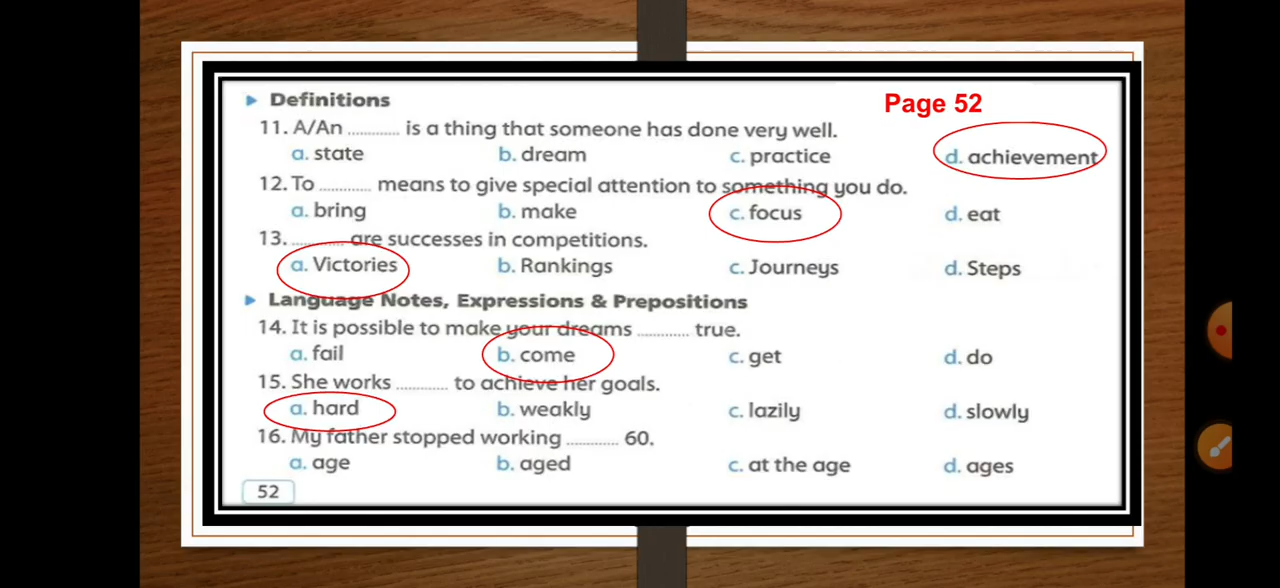 Page 52
▶ Definitions
11. A/An ............ is a thing that someone has done very well.
a. state b. dream c. practice d. achievement
12. To ............ means to give special attention to something you do.
a. bring b. make c. focus d. eat
13. ............ are successes in competitions.
a. Victories b. Rankings c. Journeys d. Steps
▶ Language Notes, Expressions & Prepositions
14. It is possible to make your dreams ............ true.
a. fail b. come c. get d. do
15. She works ............ to achieve her goals.
a. hard b. weakly c. lazily d. slowly
16. My father stopped working ............ 60.
a. age b. aged c. at the age d. ages
52